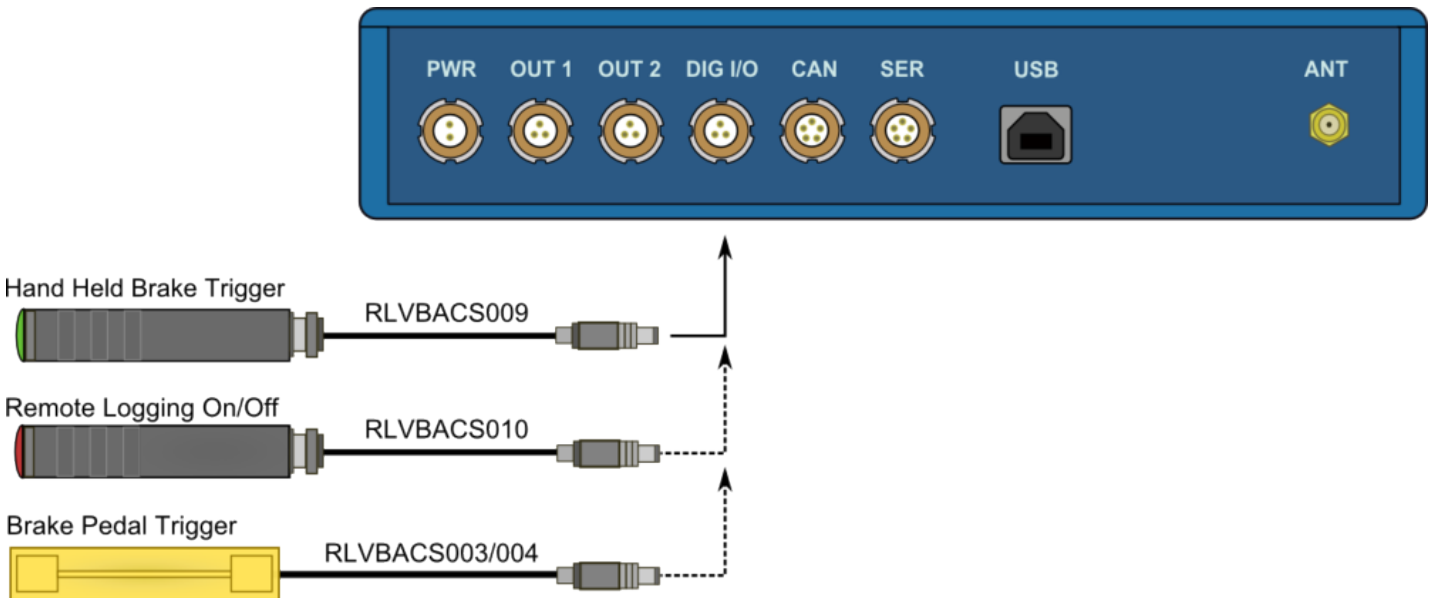 PWR OUT 1 OUT 2 DIG I/O CAN SER USB ANT
Hand Held Brake Trigger
RLVBACS009
Remote Logging On/Off
RLVBACS010
Brake Pedal Trigger
RLVBACS003/004